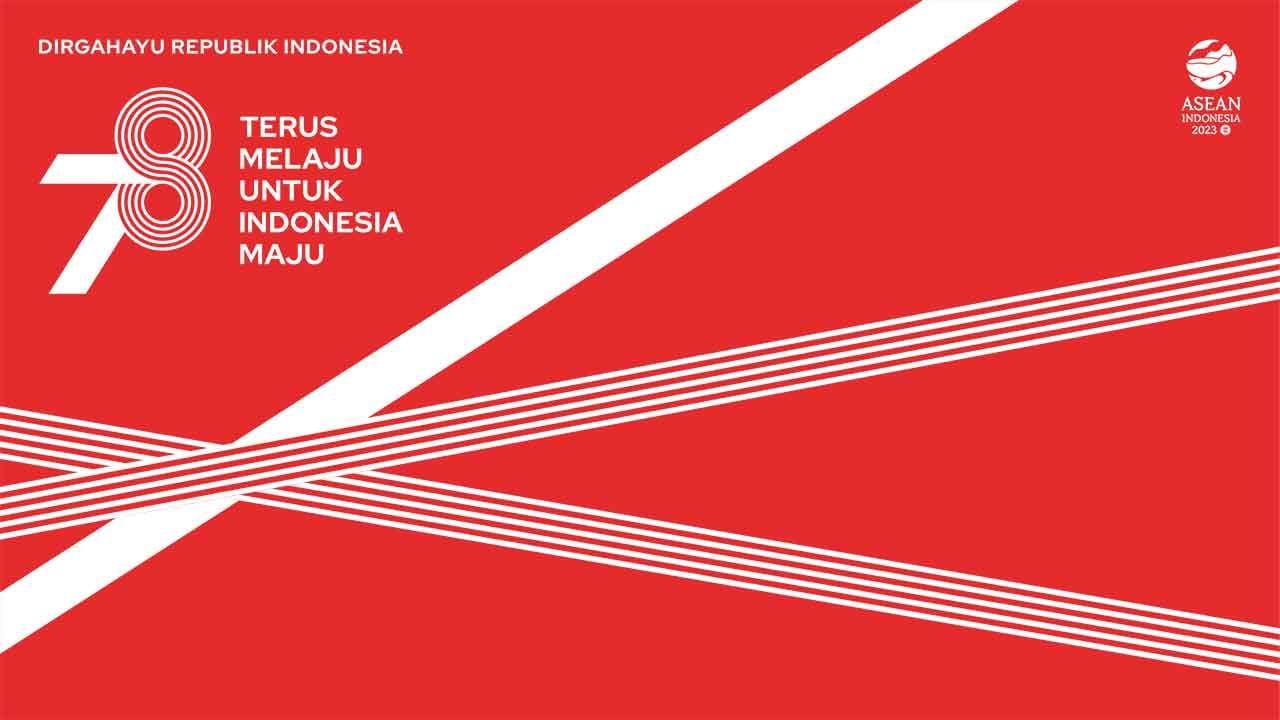 DIRGAHAYU REPUBLIK INDONESIA
78
TERUS
MELAJU
UNTUK
INDONESIA
MAJU
ASEAN
INDONESIA
2023